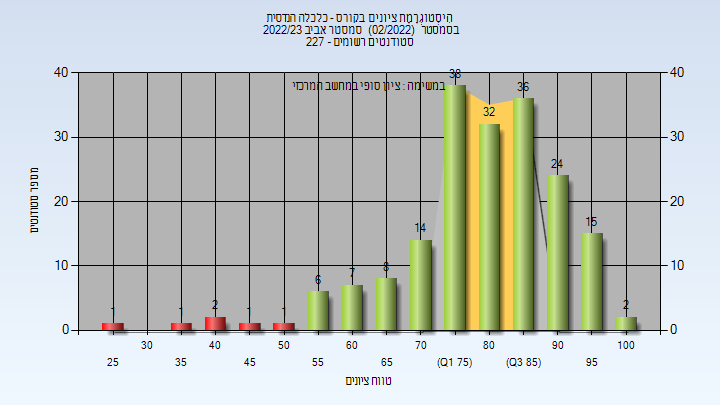 היסטוגרמת ציונים בקורס - כלכלה הנדסית
בסמסטר (02/2022) סמסטר אביב 2022/23
סטודנטים רשומים - 227
במשימה : ציון סופי במחשב המרכזי
מספר סטודנטים
40 40
30 30
20 20
10 10
0 0
1 1 2 1 1 6 7 8 14 38 32 36 24 15 2
30 40 50 60 70 80 90 100
25 35 45 55 65 (Q1 75) (Q3 85) 95
טווח ציונים